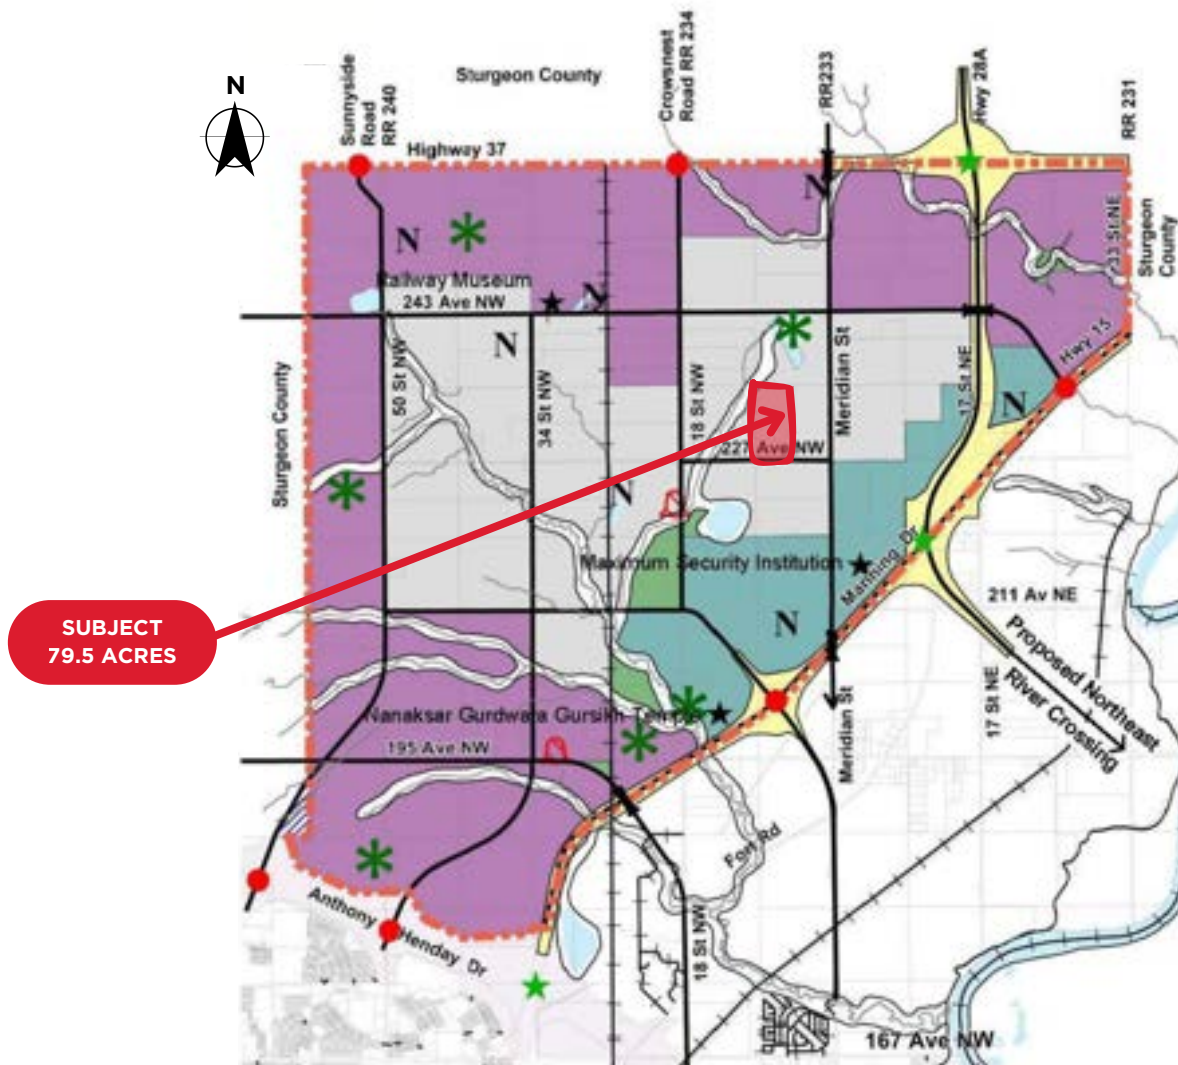 Sturgeon County
Sunnyside
Road
RR 240
Crowsnest
Road RR 234
RR233
Hwy 28A
RR 231
N
Highway 37
33 St NE
Sturgeon
County
N
N
Railway Museum
243 Ave NW
N
N
Hwy 15
Sturgeon County
50 St NW
34 St NW
18 St NW
Meridian St
17 St NE
N
227 Ave NW
N
Maximum Security Institution
Manning Dr
211 Av NE
N
SUBJECT
79.5 ACRES
Proposed Northeast
River Crossing
17 St NE
Meridian St
Nanaksar Gurdwara Gursikh Temple
195 Ave NW
Fort Rd
Anthony Henday Dr
18 St NW
167 Ave NW